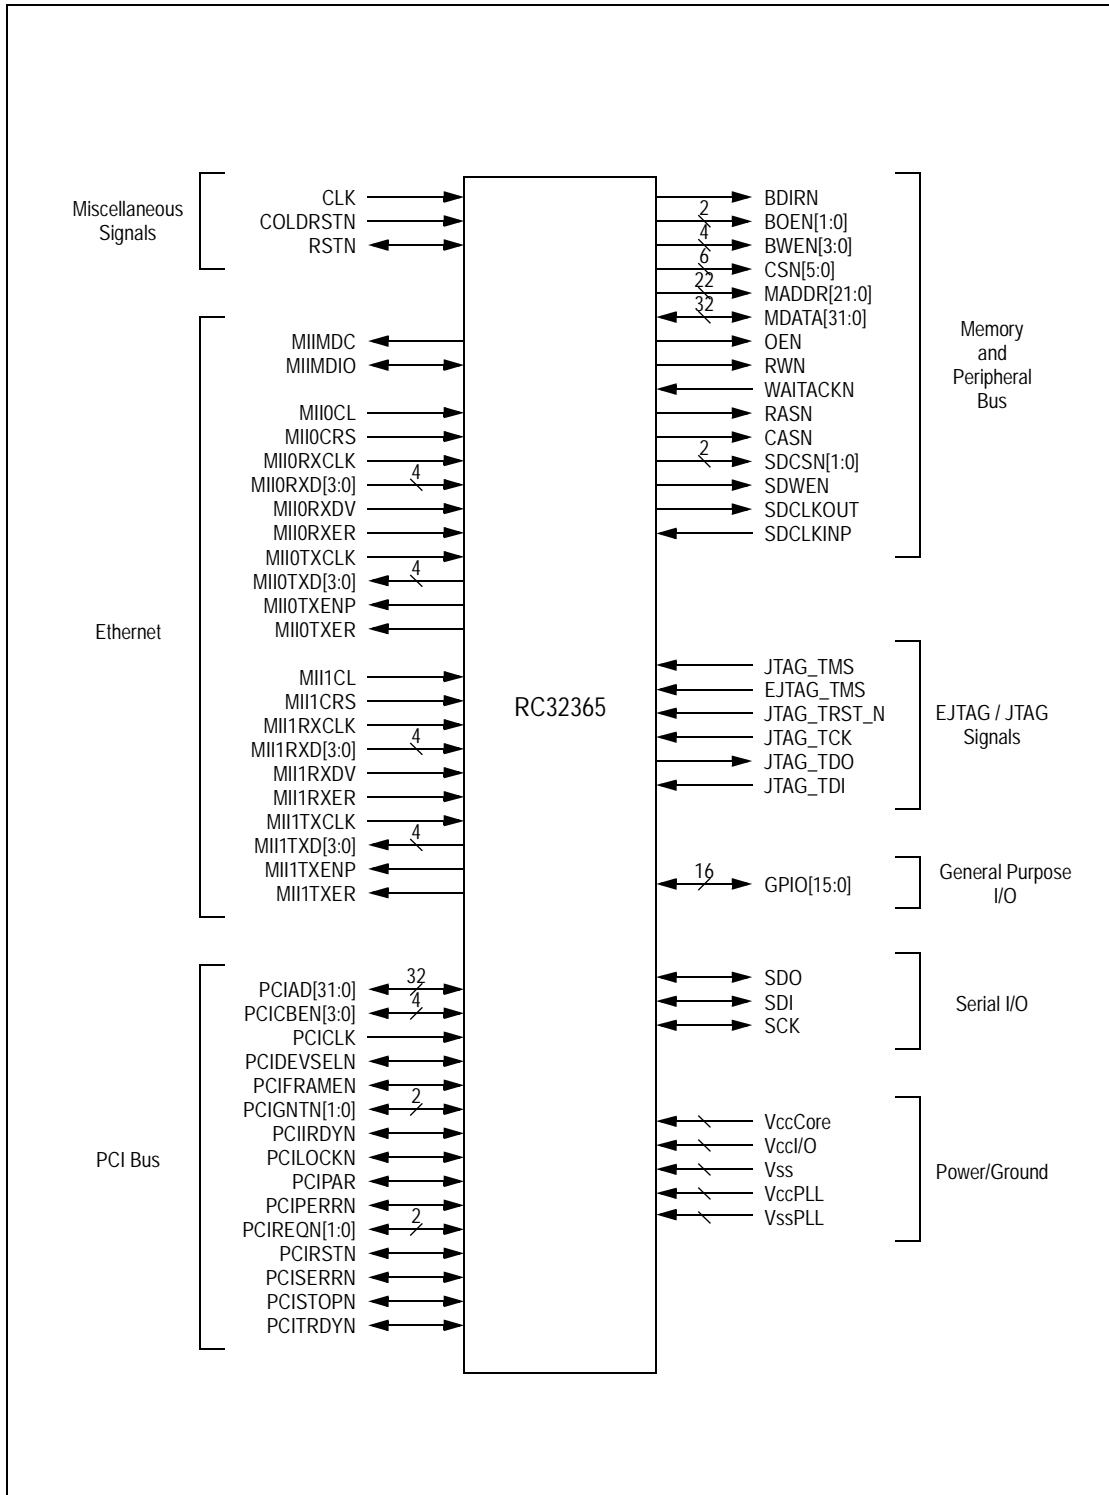 Miscellaneous
Signals
CLK
COLDRSTN
RSTN
Ethernet
MIIMDC
MIIMDIO
MII0CL
MII0CRS
MII0RXCLK
MII0RXD[3:0]
4
MII0RXDV
MII0RXER
MII0TXCLK
MII0TXD[3:0]
4
MII0TXENP
MII0TXER
MII1CL
MII1CRS
MII1RXCLK
MII1RXD[3:0]
4
MII1RXDV
MII1RXER
MII1TXCLK
MII1TXD[3:0]
4
MII1TXENP
MII1TXER
PCI Bus
PCIAD[31:0]
32
PCICBEN[3:0]
4
PCICLK
PCIDEVSELN
PCIFRAMEN
PCIGNTN[1:0]
2
PCIIRDYN
PCILOCKN
PCIPAR
PCIPERRN
PCIREQN[1:0]
2
PCIRSTN
PCISERRN
PCISTOPN
PCITRDYN
RC32365
BDIRN
2
BOEN[1:0]
4
BWEN[3:0]
6
CSN[5:0]
22
MADDR[21:0]
32
MDATA[31:0]
OEN
RWN
WAITACKN
RASN
CASN
2
SDCSN[1:0]
SDWEN
SDCLKOUT
SDCLKINP
Memory
and
Peripheral
Bus
JTAG_TMS
EJTAG_TMS
JTAG_TRST_N
JTAG_TCK
JTAG_TDO
JTAG_TDI
EJTAG / JTAG
Signals
16
GPIO[15:0]
General Purpose
I/O
SDO
SDI
SCK
Serial I/O
VccCore
VccI/O
Vss
VccPLL
VssPLL
Power/Ground